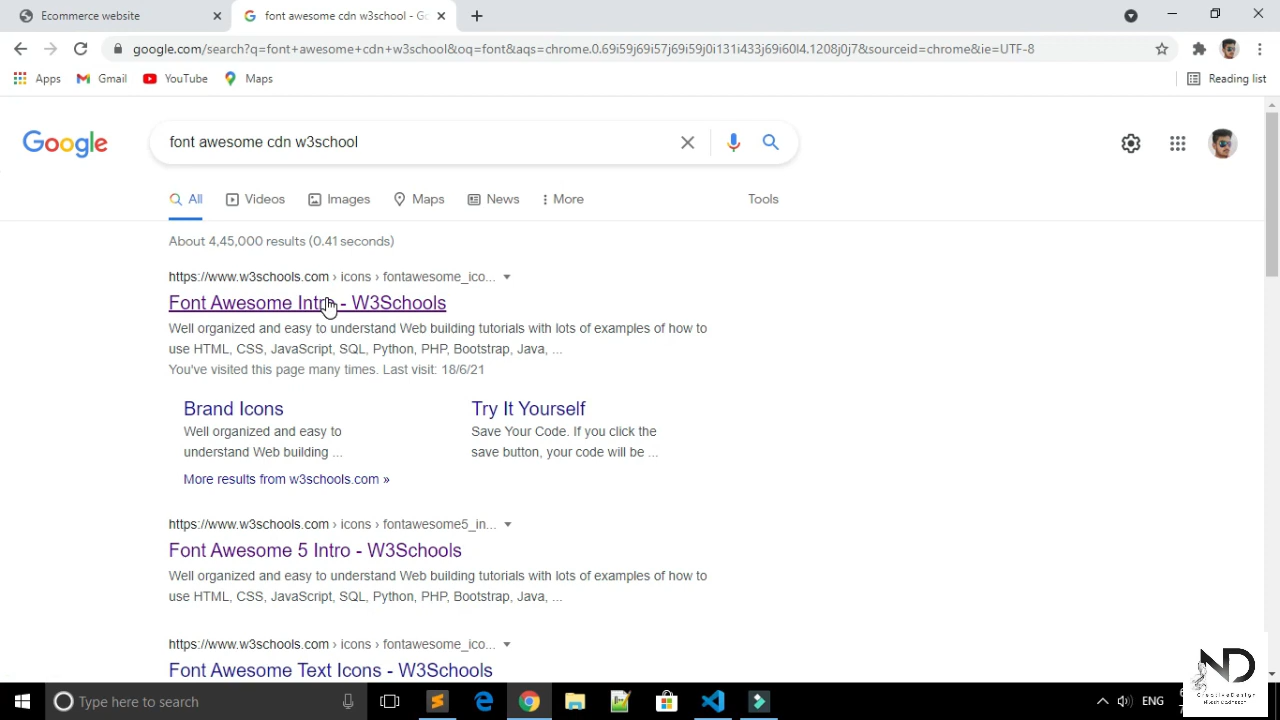 Ecommerce website
font awesome cdn w3school - Go
google.com/search?q=font+awesome+cdn+w3school&oq=font&aqs=chrome.0.69i59j69i57j69i59j0i131i433j69i60l4.1208j0j7&sourceid=chrome&ie=UTF-8
Apps Gmail YouTube Maps Reading list
Google font awesome cdn w3school
All Videos Images Maps News More Tools
About 4,45,000 results (0.41 seconds)
https://www.w3schools.com › icons › fontawesome_ico...
Font Awesome Intro - W3Schools
Well organized and easy to understand Web building tutorials with lots of examples of how to
use HTML, CSS, JavaScript, SQL, Python, PHP, Bootstrap, Java, ...
You've visited this page many times. Last visit: 18/6/21
Brand Icons
Well organized and easy to
understand Web building ...
Try It Yourself
Save Your Code. If you click the
save button, your code will be ...
More results from w3schools.com »
https://www.w3schools.com › icons › fontawesome5_in...
Font Awesome 5 Intro - W3Schools
Well organized and easy to understand Web building tutorials with lots of examples of how to
use HTML, CSS, JavaScript, SQL, Python, PHP, Bootstrap, Java, ...
https://www.w3schools.com › icons › fontawesome_ico...
Font Awesome Text Icons - W3Schools
ND
Type here to search
ENG